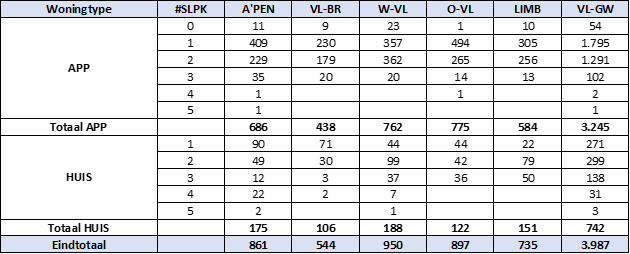 Woningtype #SLPK A'PEN VL-BR W-VL O-VL LIMB VL-GW
APP 0 11 9 23 1 10 54
1 409 230 357 494 305 1.795
2 229 179 362 265 256 1.291
3 35 20 20 14 13 102
4 1 1 2
5 1 1
Totaal APP 686 438 762 775 584 3.245
HUIS 1 90 71 44 44 22 271
2 49 30 99 42 79 299
3 12 3 37 36 50 138
4 22 2 7 31
5 2 1 3
Totaal HUIS 175 106 188 122 151 742
Eindtotaal 861 544 950 897 735 3.987